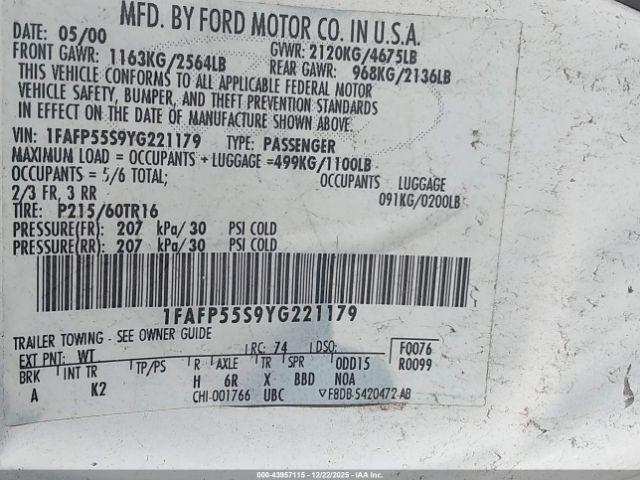 MFD. BY FORD MOTOR CO. IN U.S.A.
DATE: 05/00 GVWR: 2120KG/4675LB
FRONT GAWR: 1163KG/2564LB REAR GAWR: 968KG/2136LB
THIS VEHICLE CONFORMS TO ALL APPLICABLE FEDERAL MOTOR
VEHICLE SAFETY, BUMPER, AND THEFT PREVENTION STANDARDS
IN EFFECT ON THE DATE OF MANUFACTURE SHOWN ABOVE.
VIN: 1FAFP55S9YG221179 TYPE: PASSENGER
MAXIMUM LOAD = OCCUPANTS + LUGGAGE =499KG/1100LB
OCCUPANTS = 5/6 TOTAL; OCCUPANTS LUGGAGE
2/3 FR, 3 RR 091KG/0200LB
TIRE: P215/60TR16
PRESSURE(FR): 207 kPa/30 PSI COLD
PRESSURE(RR): 207 kPa/30 PSI COLD
1FAFP55S9YG221179
TRAILER TOWING - SEE OWNER GUIDE
EXT PNT: WT RC: 74 DSO: F0076
BRK INT TR TP/PS R AXLE TR SPR ODD15 R0099
A K2 H 6R X BBD NOA
CHI-001766 UBC ▽F8DB-5420472-AB
000-43957115 - 12/22/2025 - IAA AUCTION